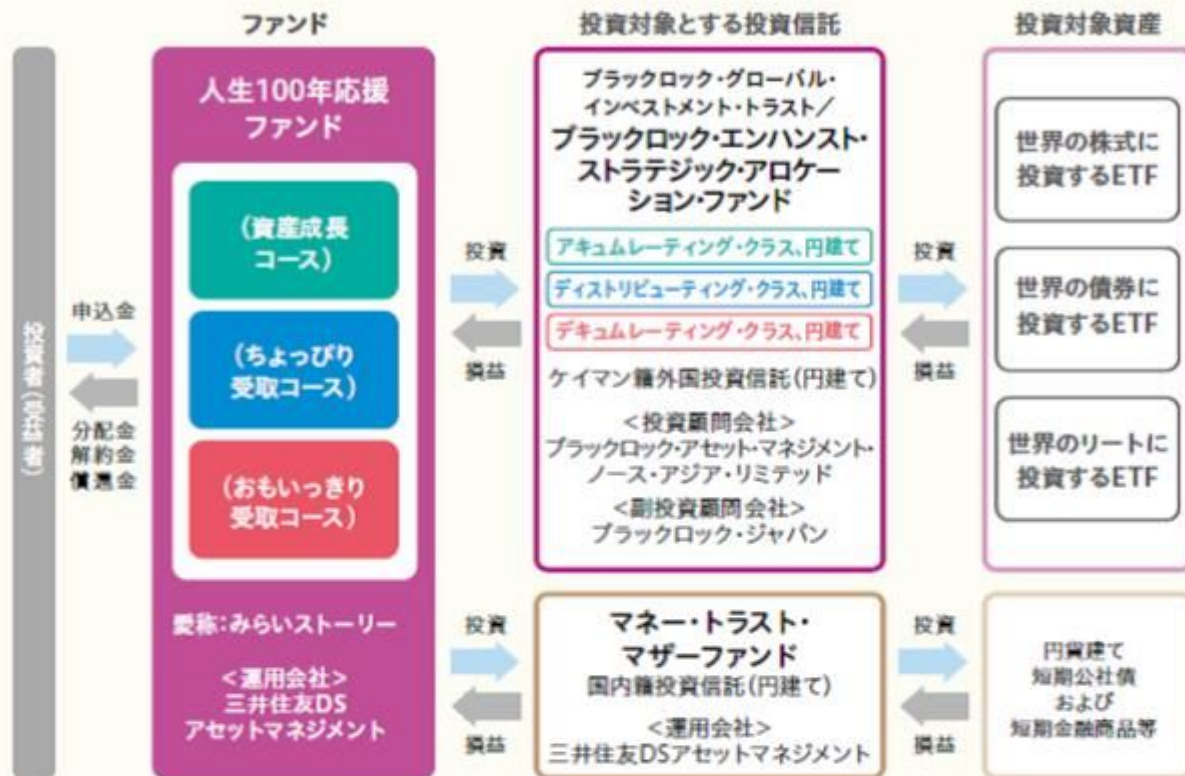 ファンド
投資対象とする投資信託
投資対象資産
投資者(受益者)
申込金
分配金
解約金
償還金
人生100年応援
ファンド
(資産成長
コース)
(ちょっぴり
受取コース)
(おもいっきり
受取コース)
愛称:みらいストーリー
<運用会社>
三井住友DS
アセットマネジメント
投資
損益
投資
損益
ブラックロック・グローバル・
インベストメント・トラスト/
ブラックロック・エンハンスト・
ストラテジック・アロケー
ション・ファンド
アキュムレーティング・クラス、円建て
ディストリビューティング・クラス、円建て
デキュムレーティング・クラス、円建て
ケイマン籍外国投資信託(円建て)
<投資顧問会社>
ブラックロック・アセット・マネジメント・
ノース・アジア・リミテッド
<副投資顧問会社>
ブラックロック・ジャパン
マネー・トラスト・
マザーファンド
国内籍投資信託(円建て)
<運用会社>
三井住友DSアセットマネジメント
投資
損益
投資
損益
世界の株式に
投資するETF
世界の債券に
投資するETF
世界のリートに
投資するETF
円貨建て
短期公社債
および
短期金融商品等